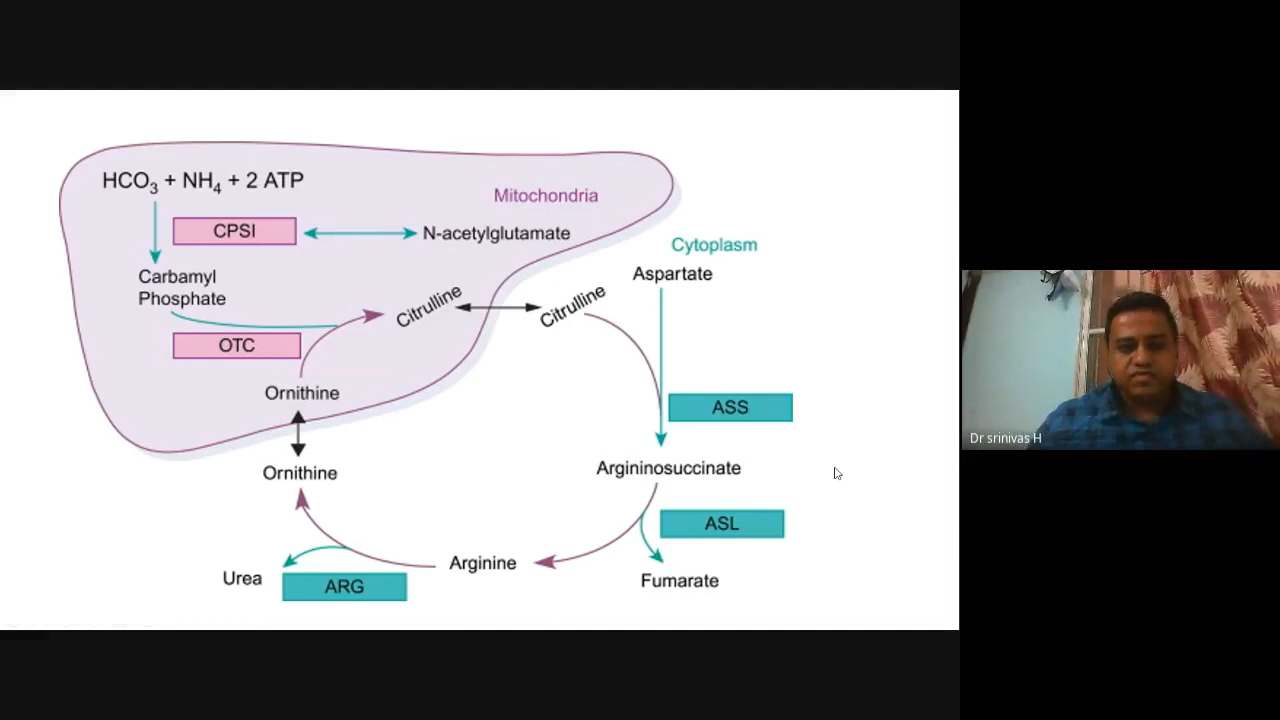 HCO3 + NH4 + 2 ATP
Mitochondria
CPSI
N-acetylglutamate
Cytoplasm
Carbamyl
Phosphate
Aspartate
Citrulline
Citrulline
OTC
Ornithine
ASS
Ornithine
Argininosuccinate
ASL
Arginine
Urea
ARG
Fumarate
Dr srinivas H